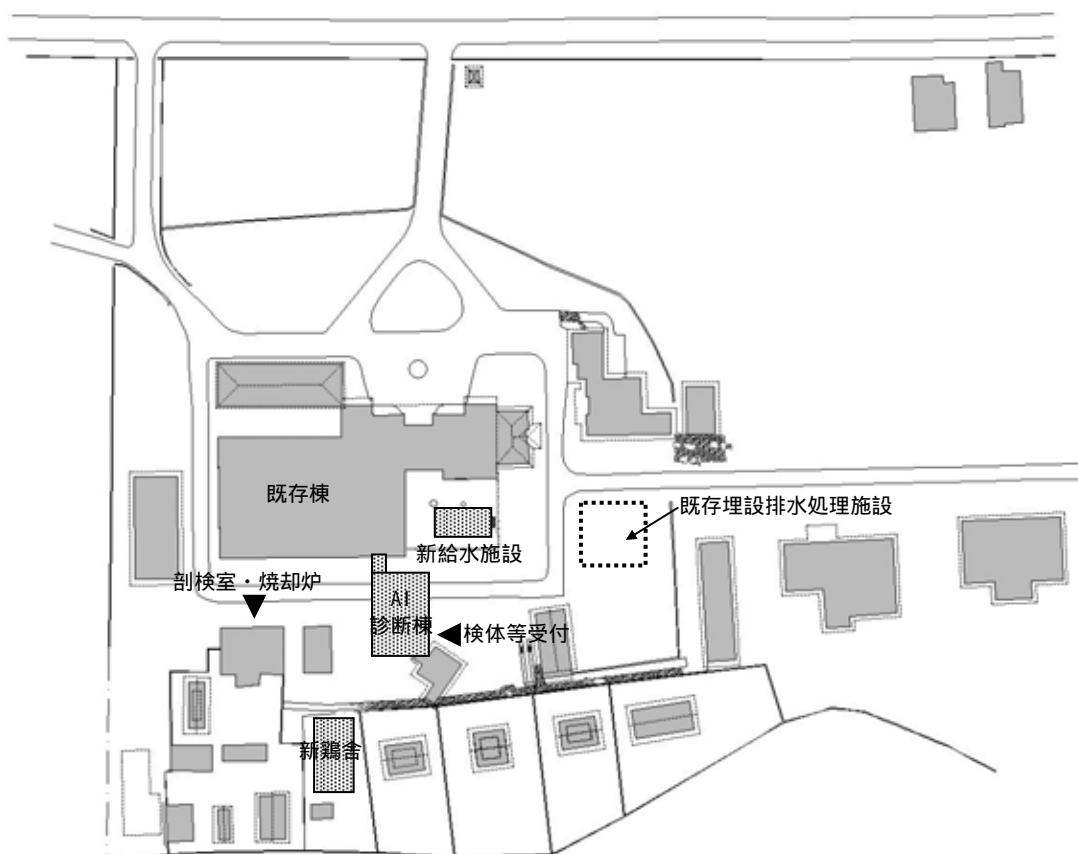 既存棟
既存埋設排水処理施設
新給水施設
剖検室・焼却炉
AI
診断棟
検体等受付
新鶏舎